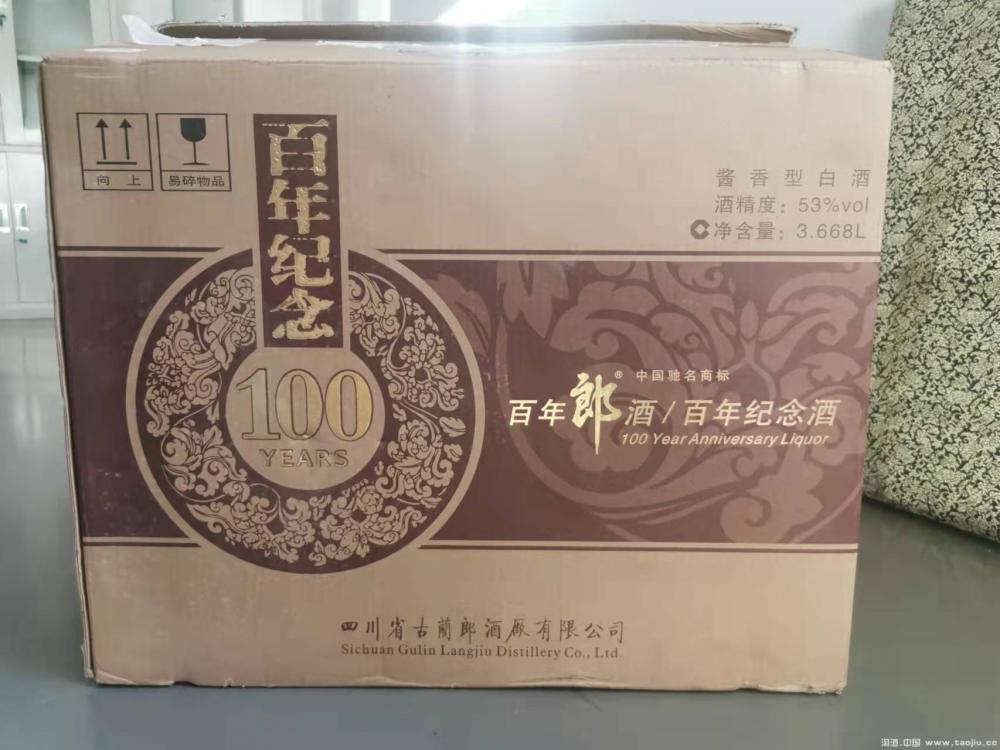 向 上
易碎物品
百年纪念
100
YEARS
酱香型白酒
酒精度：53%vol
净含量：3.668L
® 中国驰名商标
百年郎酒/百年纪念酒
100 Year Anniversary Liquor
四川省古蔺郎酒厰有限公司
Sichuan Gulin Langjiu Distillery Co., Ltd.
淘酒.中国 www.taojiu.cc